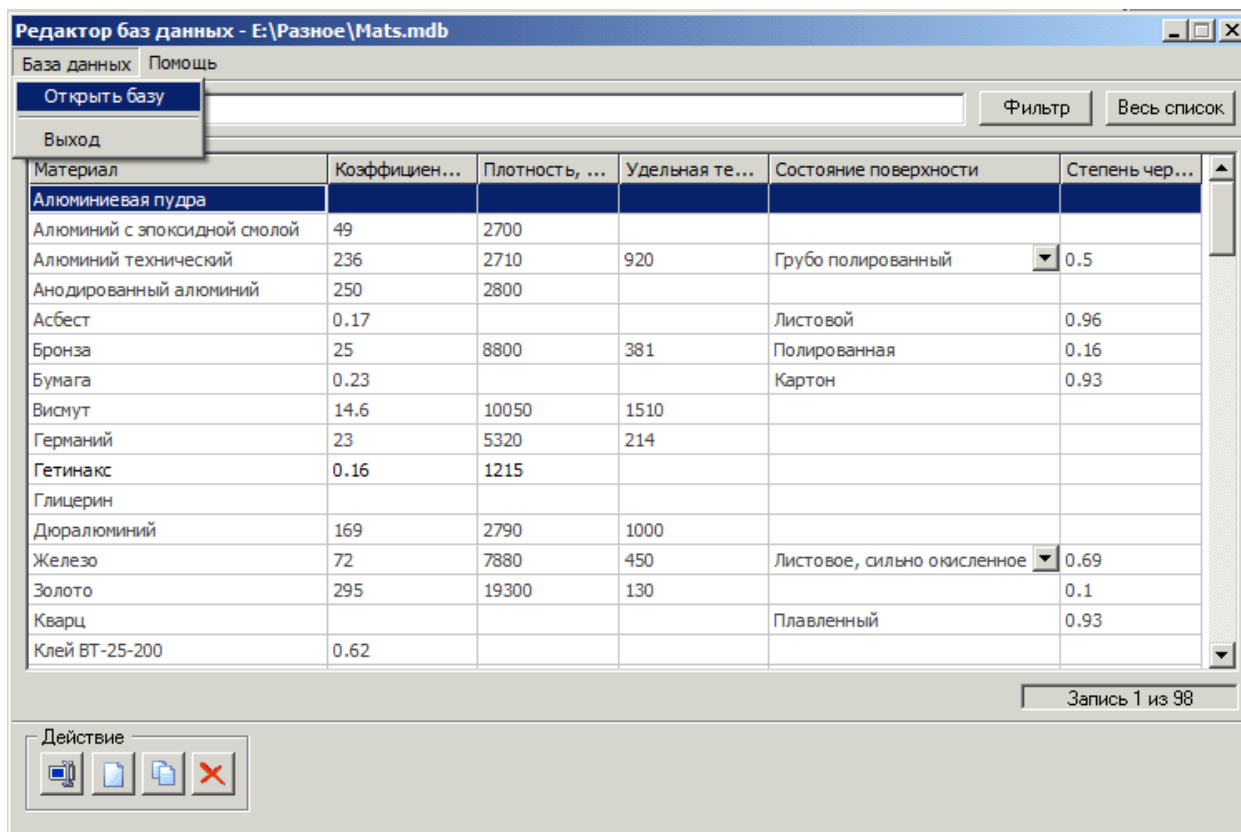 Редактор баз данных - E:\Разное\Mats.mdb
База данных Помощь
Открыть базу
Фильтр Весь список
Выход
Материал Коэффициен... Плотность, ... Удельная те... Состояние поверхности Степень чер...
Алюминиевая пудра
Алюминий с эпоксидной смолой 49 2700
Алюминий технический 236 2710 920 Грубо полированный 0.5
Анодированный алюминий 250 2800
Асбест 0.17 Листовой 0.96
Бронза 25 8800 381 Полированная 0.16
Бумага 0.23 Картон 0.93
Висмут 14.6 10050 1510
Германий 23 5320 214
Гетинакс 0.16 1215
Глицерин
Дюралюминий 169 2790 1000
Железо 72 7880 450 Листовое, сильно окисленное 0.69
Золото 295 19300 130 0.1
Кварц Плавленный 0.93
Клей ВТ-25-200 0.62
Запись 1 из 98
Действие